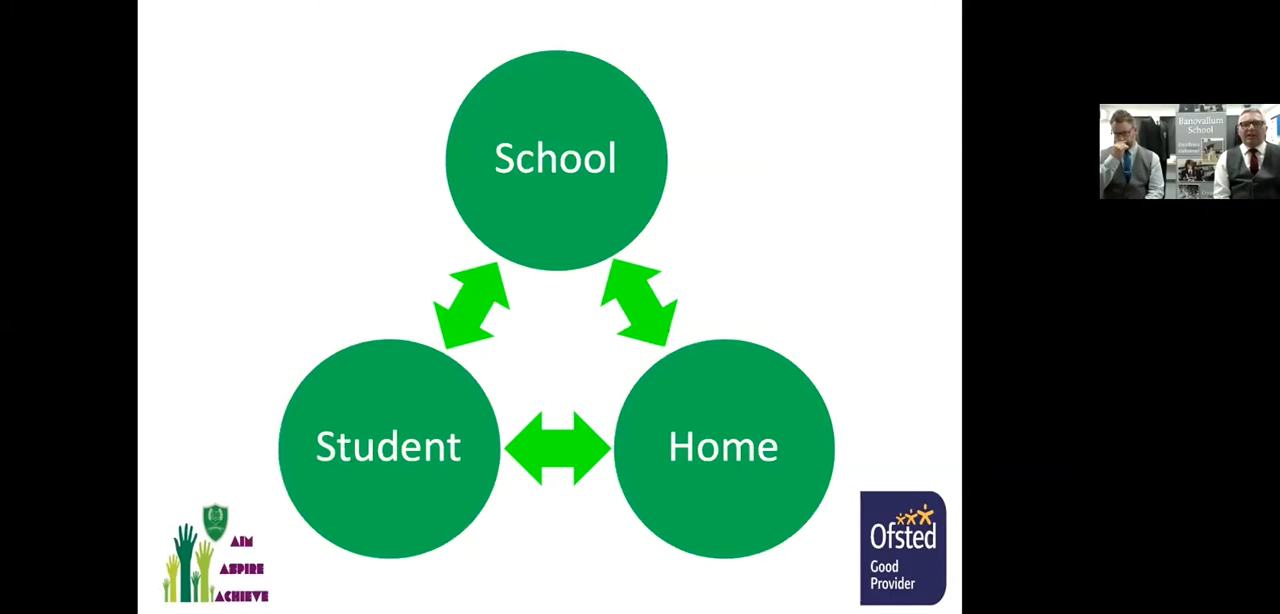 School
Student
Home
AIM
ASPIRE
ACHIEVE
Ofsted
Good
Provider
Banovallum
School